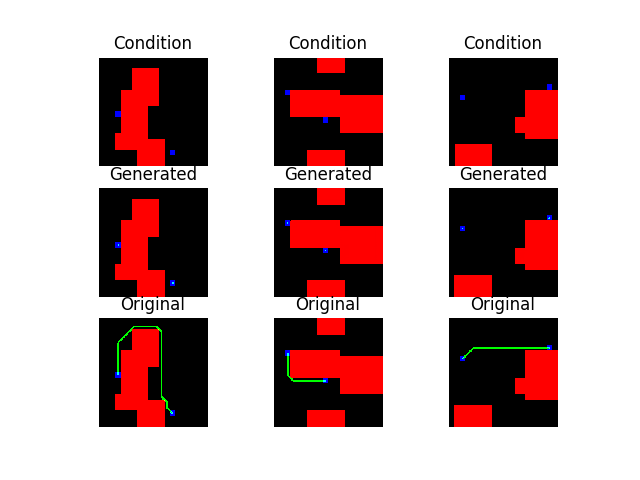 Condition Condition Condition
Generated Generated Generated
Original Original Original